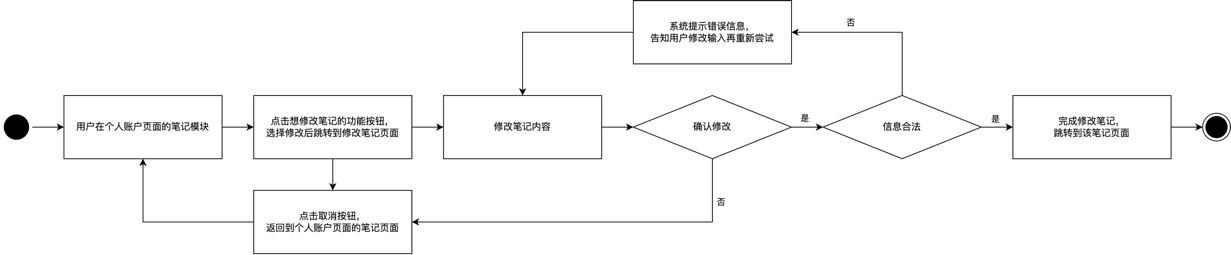 系统提示错误信息，
告知用户修改输入再重新尝试
否
用户在个人账户页面的笔记模块
点击想修改笔记的功能按钮，
选择修改后跳转到修改笔记页面
修改笔记内容
确认修改
是
信息合法
是
完成修改笔记，
跳转到该笔记页面
否
点击取消按钮，
返回到个人账户页面的笔记页面